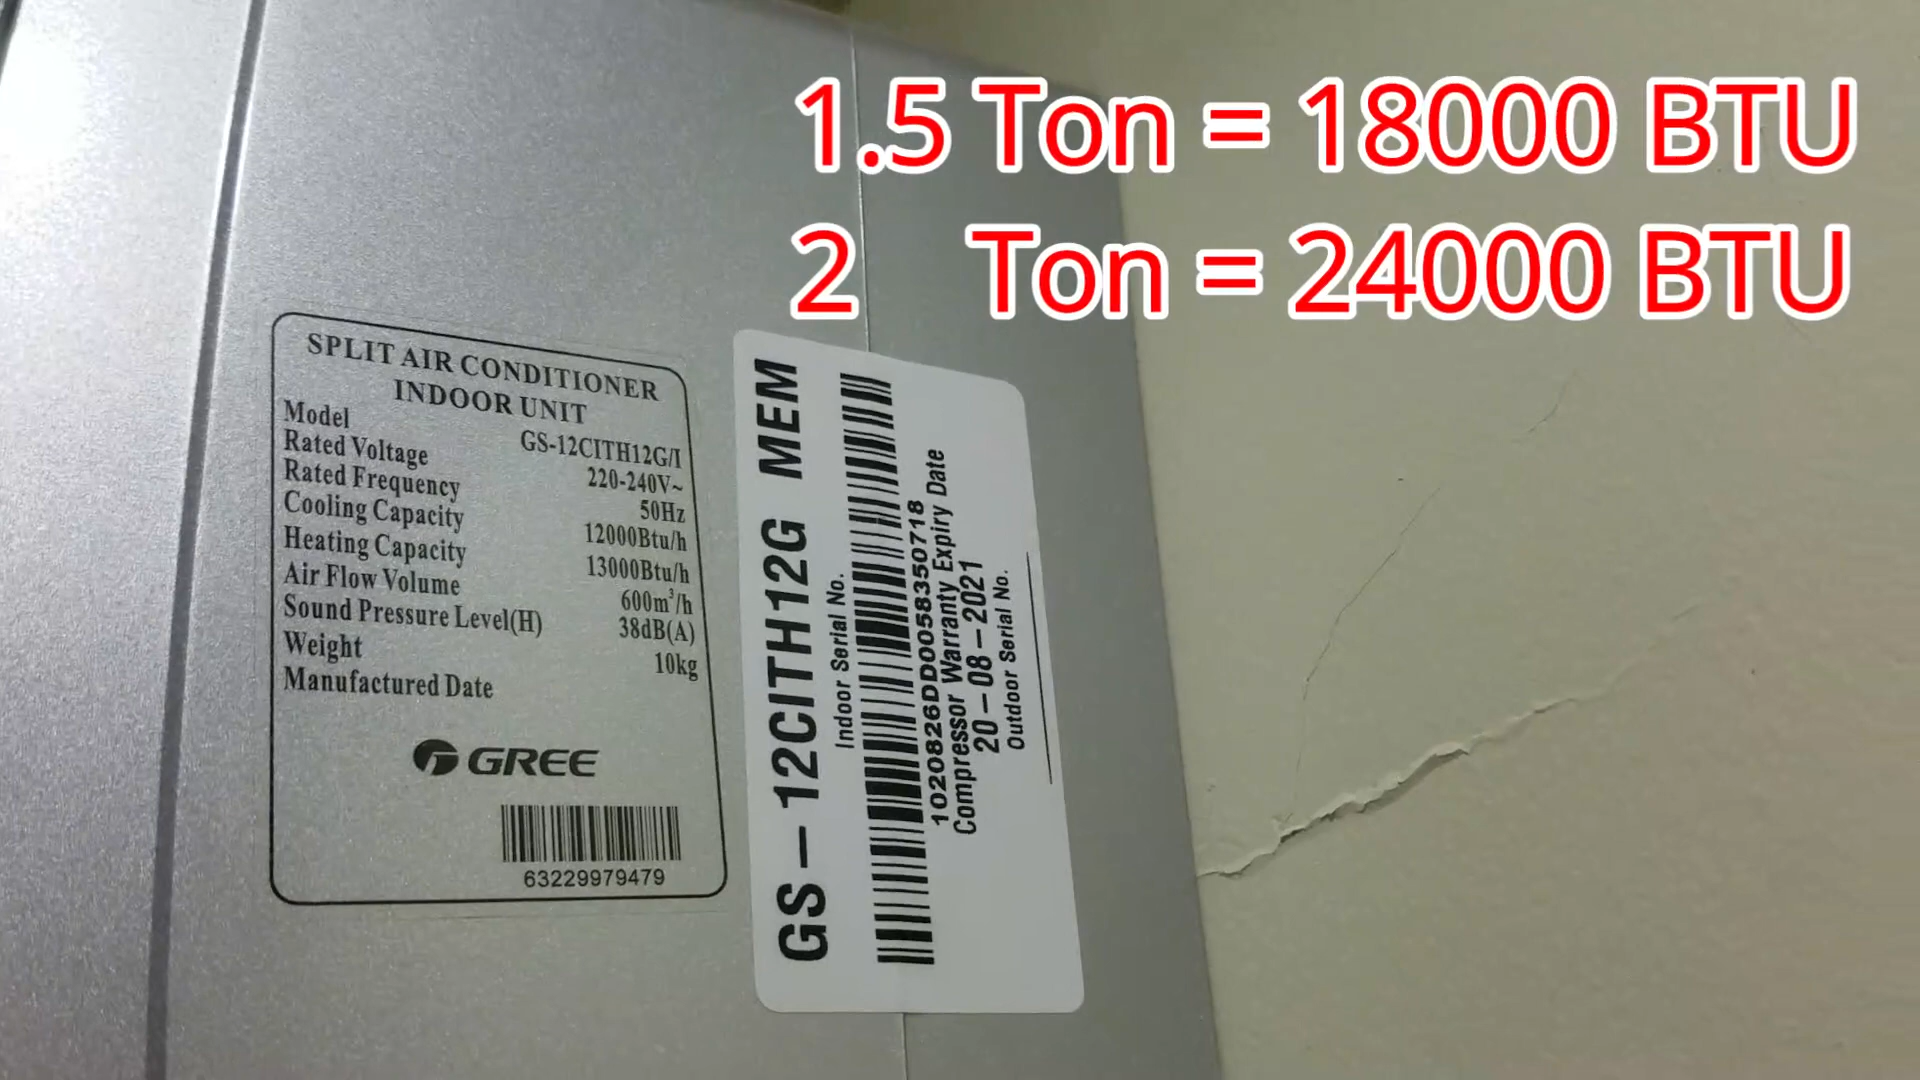 1.5 Ton = 18000 BTU
2 Ton = 24000 BTU
SPLIT AIR CONDITIONER
INDOOR UNIT
Model GS-12CITH12G/I
Rated Voltage 220-240V~
Rated Frequency 50Hz
Cooling Capacity 12000Btu/h
Heating Capacity 13000Btu/h
Air Flow Volume 600m³/h
Sound Pressure Level(H) 38dB(A)
Weight 10kg
Manufactured Date
GREE
63229979479
GS-12CITH12G MEM
Indoor Serial No.
1020826DD0058350718
Compressor Warranty Expiry Date
20-08-2021
Outdoor Serial No.